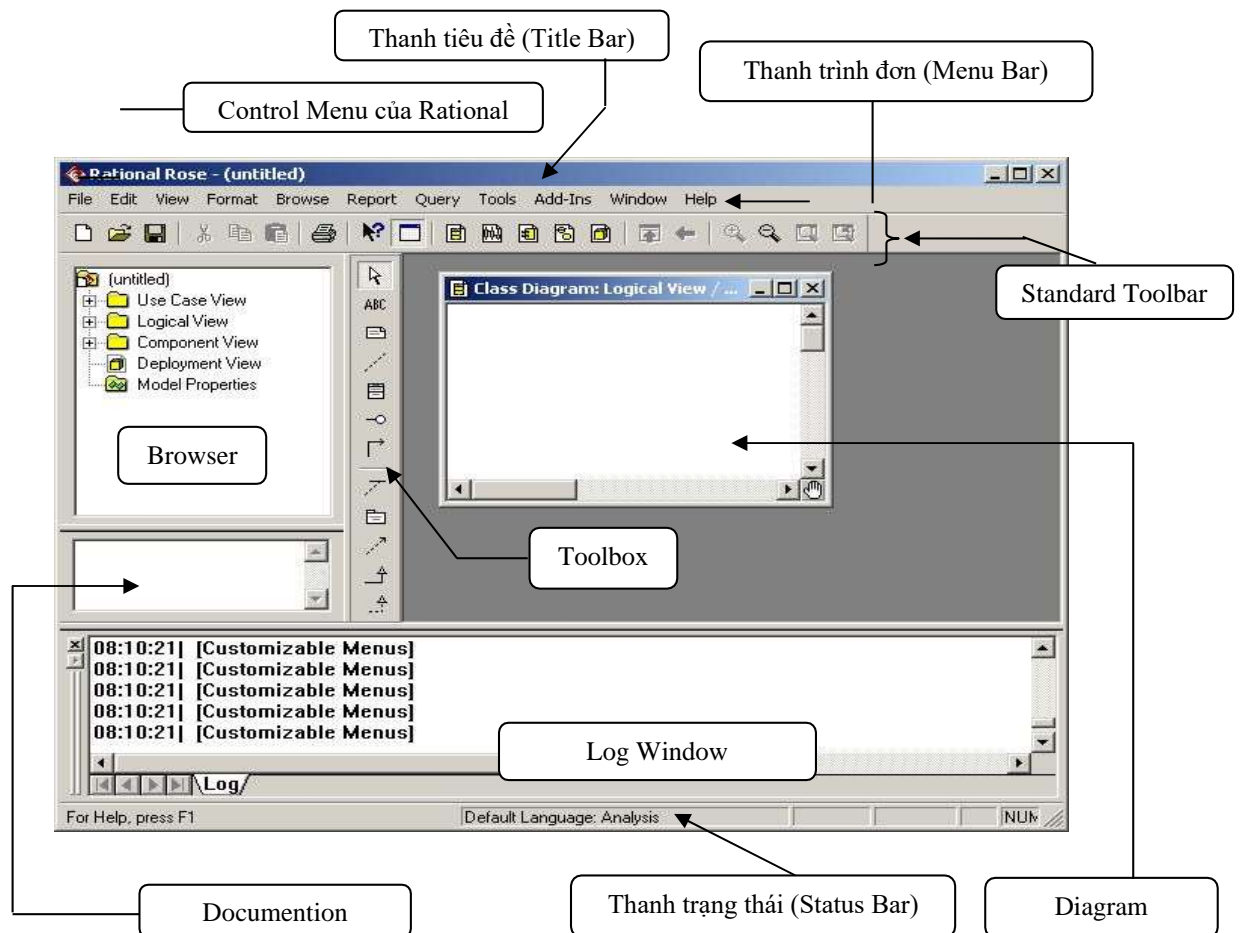 Thanh tiêu đề (Title Bar)
Thanh trình đơn (Menu Bar)
Control Menu của Rational
Rational Rose - (untitled)
File Edit View Format Browse Report Query Tools Add-Ins Window Help
(untitled)
Use Case View
Logical View
Component View
Deployment View
Model Properties
ABC
Class Diagram: Logical View / ...
Standard Toolbar
Browser
Toolbox
08:10:21| [Customizable Menus]
08:10:21| [Customizable Menus]
08:10:21| [Customizable Menus]
08:10:21| [Customizable Menus]
08:10:21| [Customizable Menus]
Log Window
Log
For Help, press F1
Default Language: Analysis
NUM
Documention
Thanh trạng thái (Status Bar)
Diagram